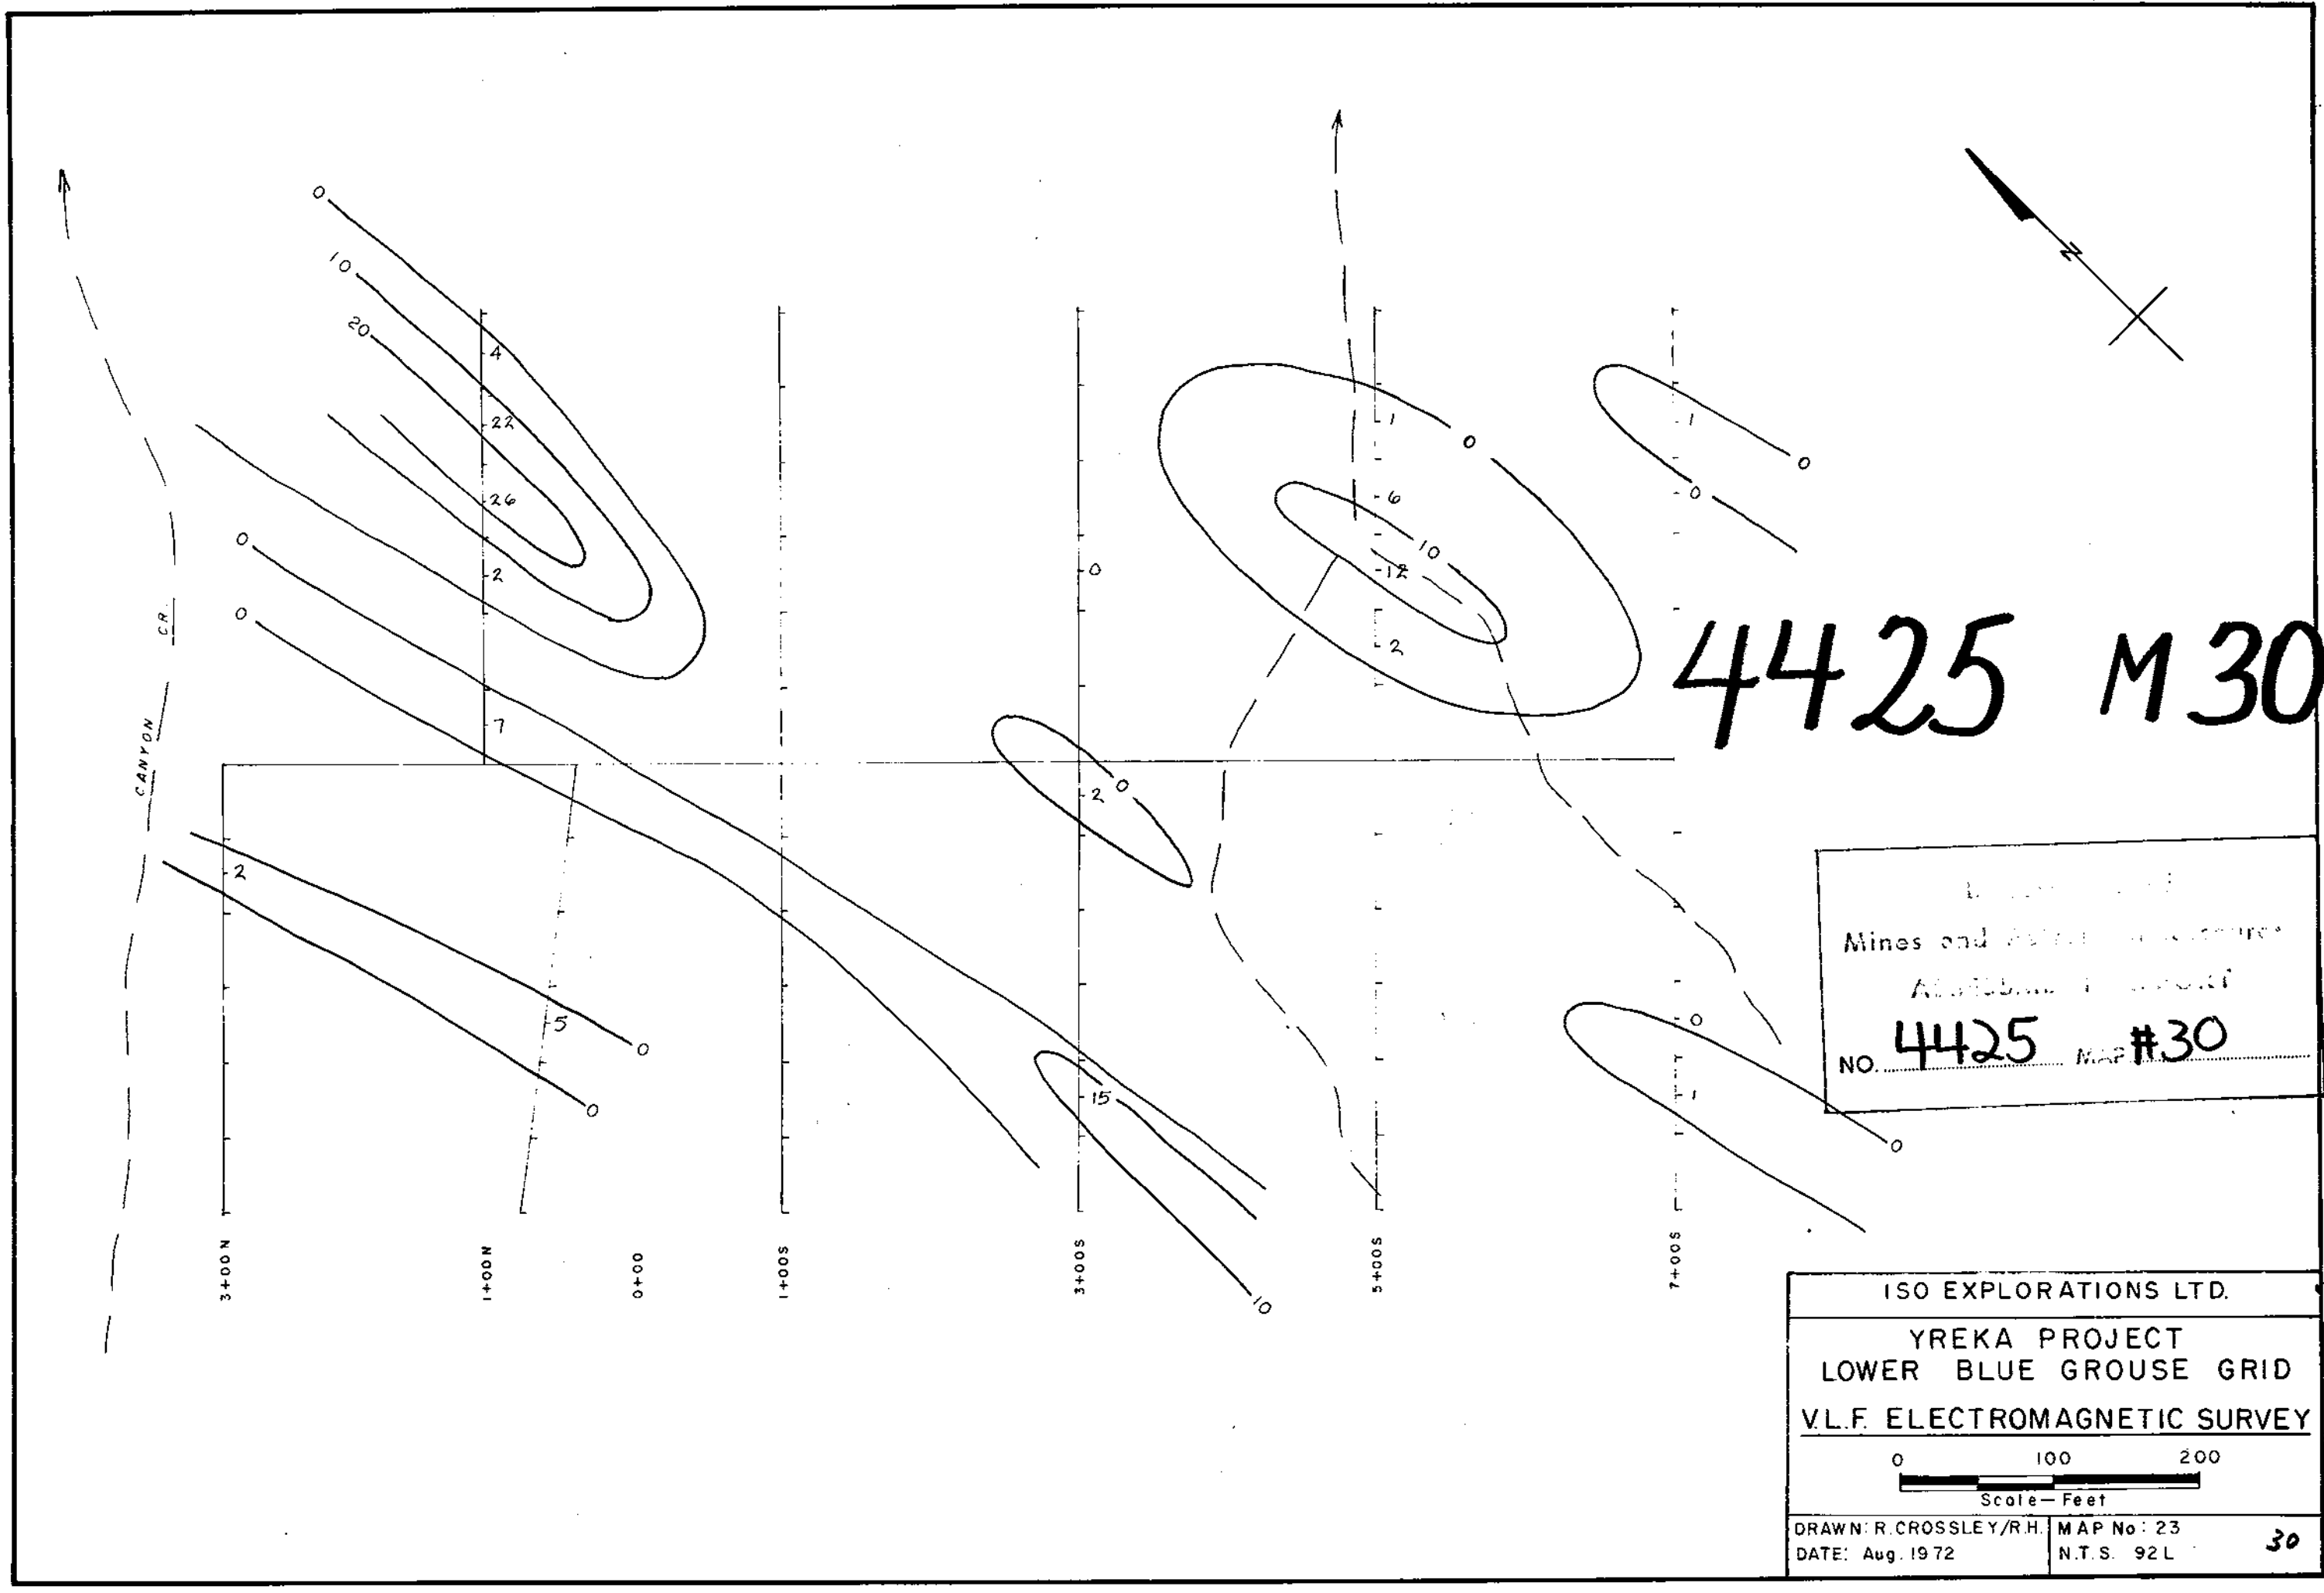 0
10
20
4
22
26
2
0
0
7
2
5
0
0
0
2
0
15
10
1
0
6
10
12
2
1
0
0
0
1
0
N
CANYON CR.
4425 M30
Mines and
NO. 4425 MAP #30
3+00N
1+00N
0+00
1+00S
3+00S
5+00S
7+00S
ISO EXPLORATIONS LTD.
YREKA PROJECT
LOWER BLUE GROUSE GRID
V.L.F. ELECTROMAGNETIC SURVEY
0 100 200
Scale—Feet
DRAWN: R.CROSSLEY/R.H.
DATE: Aug. 1972
MAP No: 23
N.T.S. 92L
30